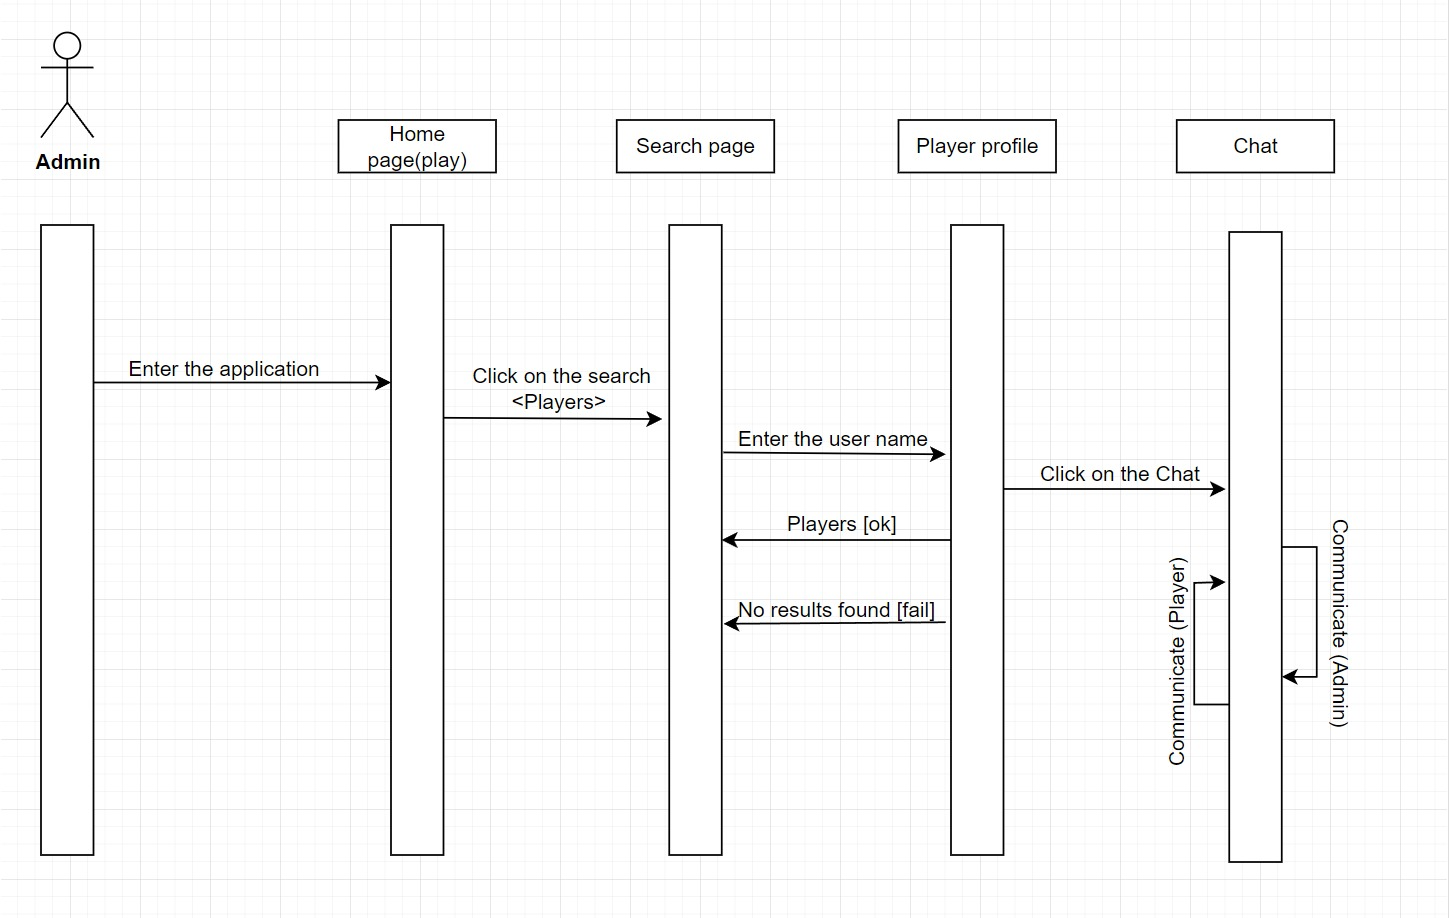 Admin
Home
page(play)
Search page
Player profile
Chat
Enter the application
Click on the search
<Players>
Enter the user name
Click on the Chat
Players [ok]
No results found [fail]
Communicate (Player)
Communicate (Admin)